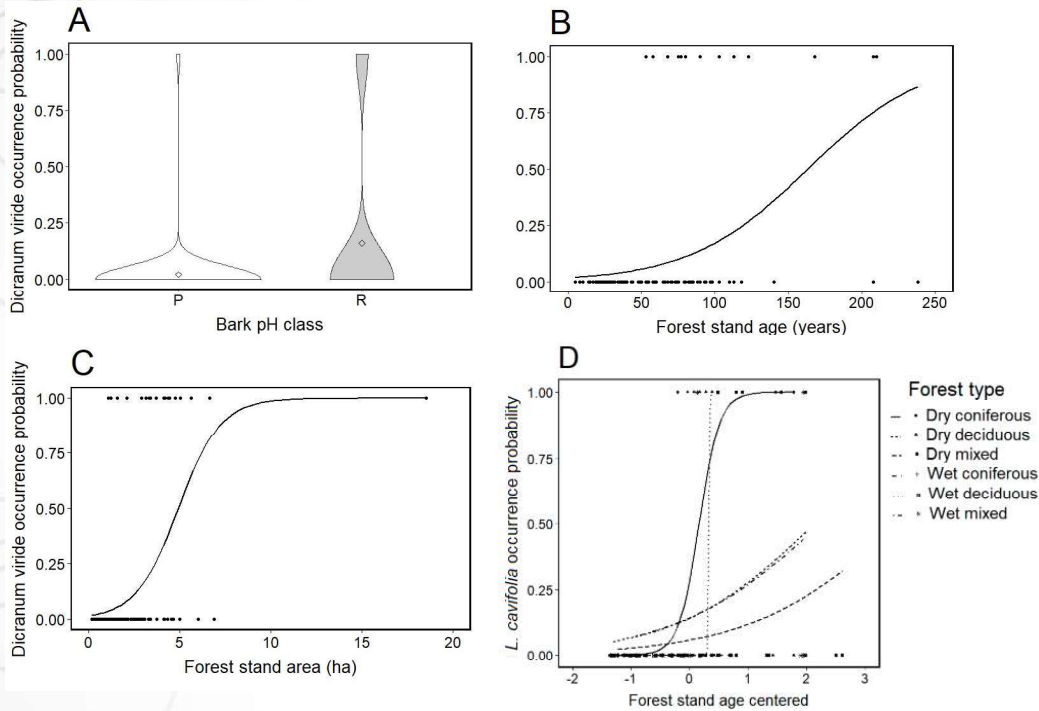 A
Dicranum viride occurrence probability
1.00
0.75
0.50
0.25
0.00
P
R
Bark pH class
B
1.00
0.75
0.50
0.25
0.00
0
50
100
150
200
250
Forest stand age (years)
C
Dicranum viride occurrence probability
1.00
0.75
0.50
0.25
0.00
0
5
10
15
20
Forest stand area (ha)
D
L. cavifolia occurrence probability
1.00
0.75
0.50
0.25
0.00
-2
-1
0
1
2
3
Forest stand age centered
Forest type
Dry coniferous
Dry deciduous
Dry mixed
Wet coniferous
Wet deciduous
Wet mixed